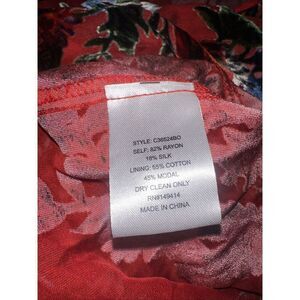 STYLE: C36524BO
SELF: 82% RAYON
18% SILK
LINING: 55% COTTON
45% MODAL
DRY CLEAN ONLY
RN#149414
MADE IN CHINA